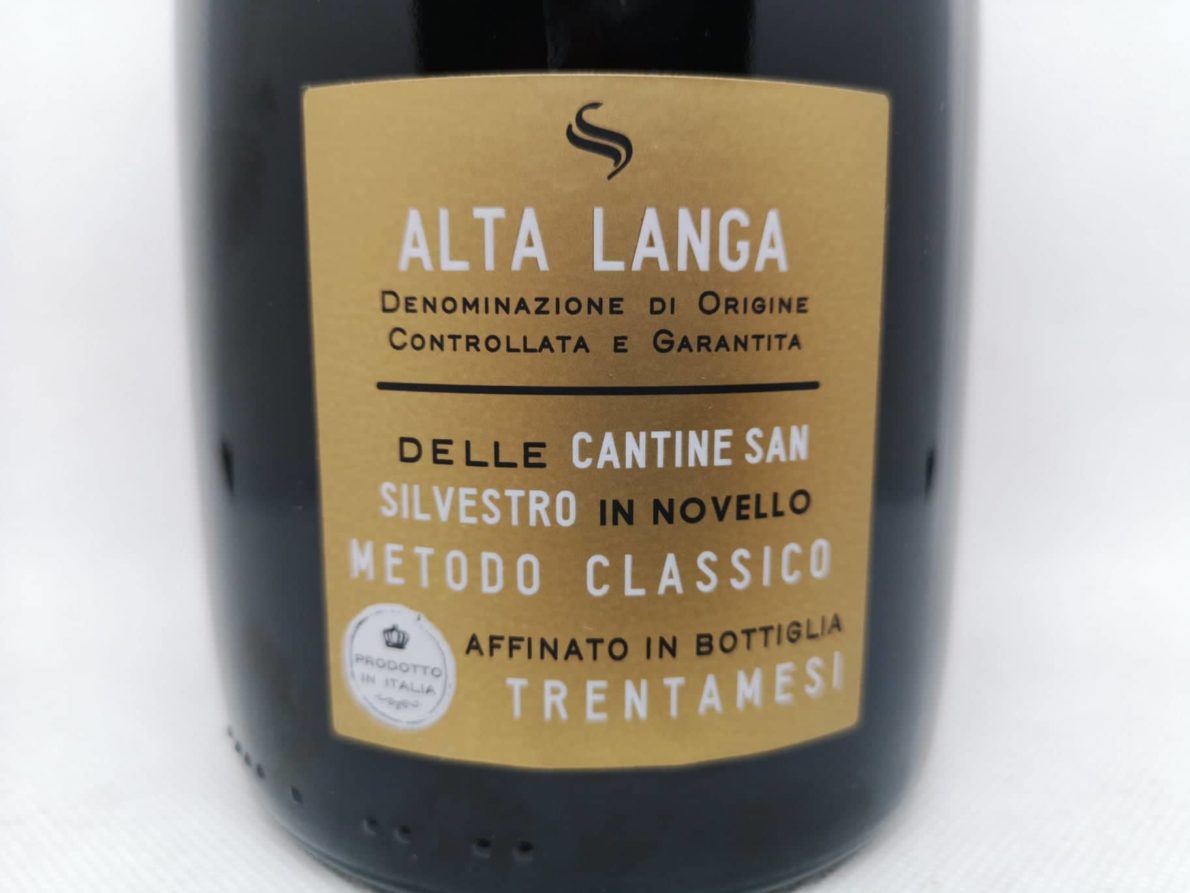 ALTA LANGA
DENOMINAZIONE DI ORIGINE
CONTROLLATA E GARANTITA
DELLE CANTINE SAN
SILVESTRO IN NOVELLO
METODO CLASSICO
AFFINATO IN BOTTIGLIA
TRENTAMESI
PRODOTTO
IN ITALIA